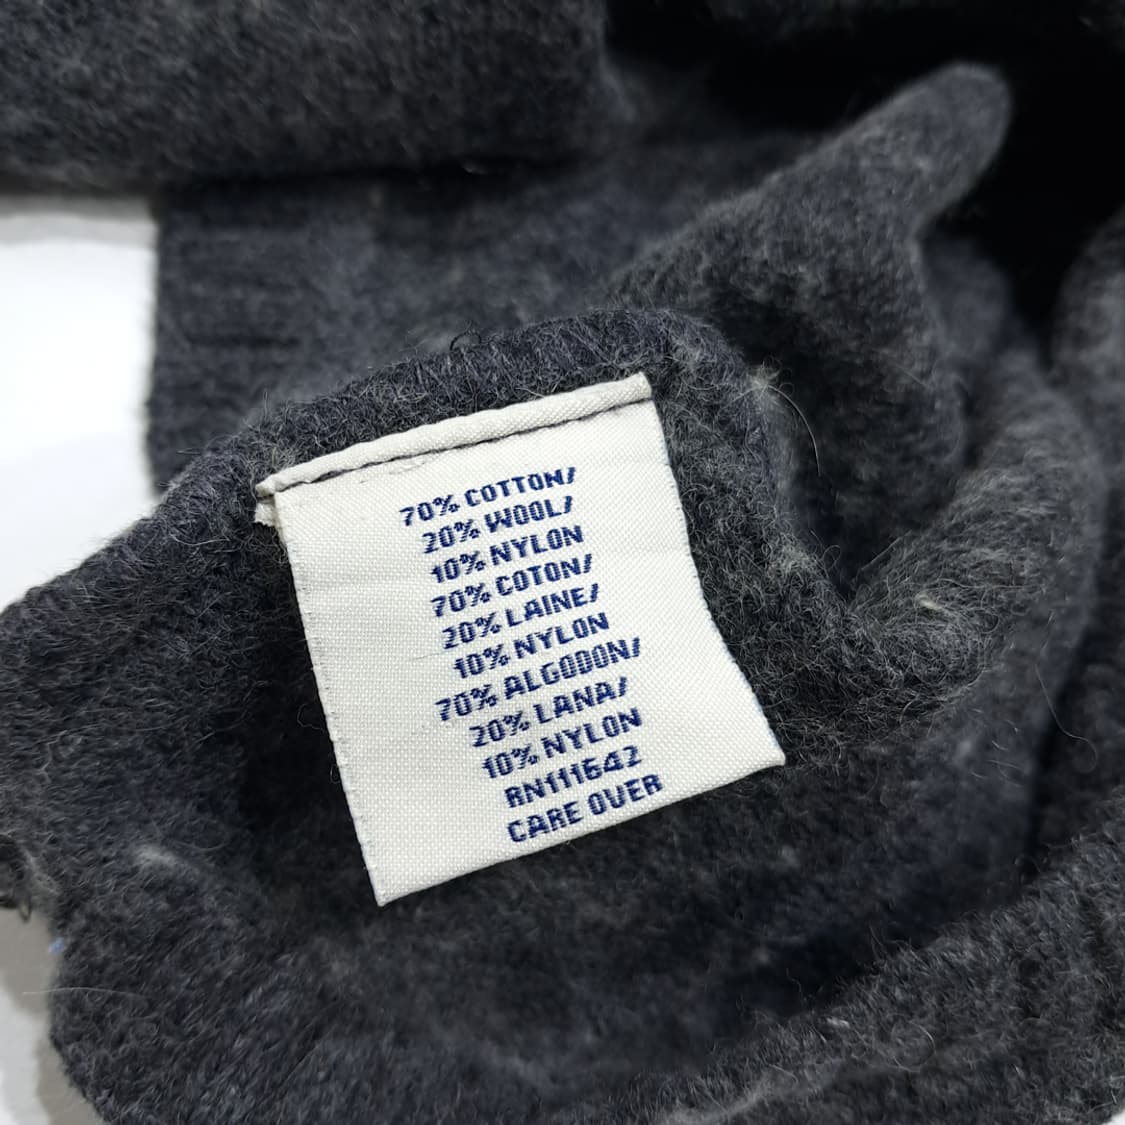 70% COTTON/
20% WOOL/
10% NYLON
70% COTON/
20% LAINE/
10% NYLON
70% ALGODON/
20% LANA/
10% NYLON
RN111642
CARE OVER